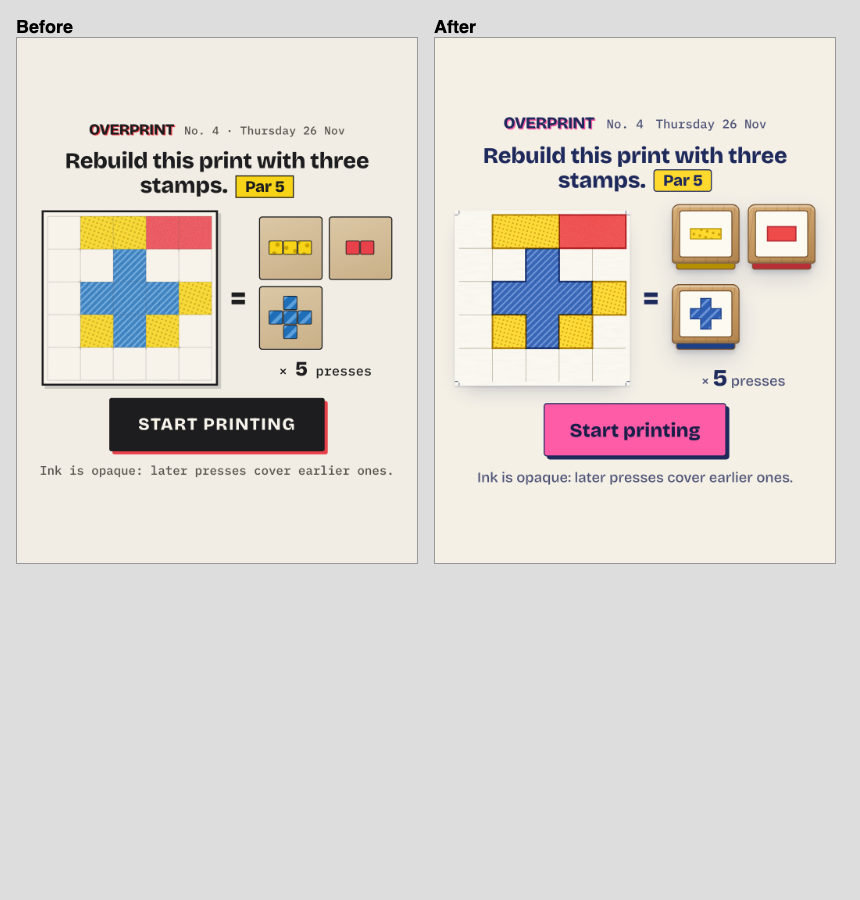 Before
OVERPRINT No. 4 · Thursday 26 Nov
Rebuild this print with three
stamps. Par 5
=
× 5 presses
START PRINTING
Ink is opaque: later presses cover earlier ones.
After
OVERPRINT No. 4 Thursday 26 Nov
Rebuild this print with three
stamps. Par 5
=
× 5 presses
Start printing
Ink is opaque: later presses cover earlier ones.